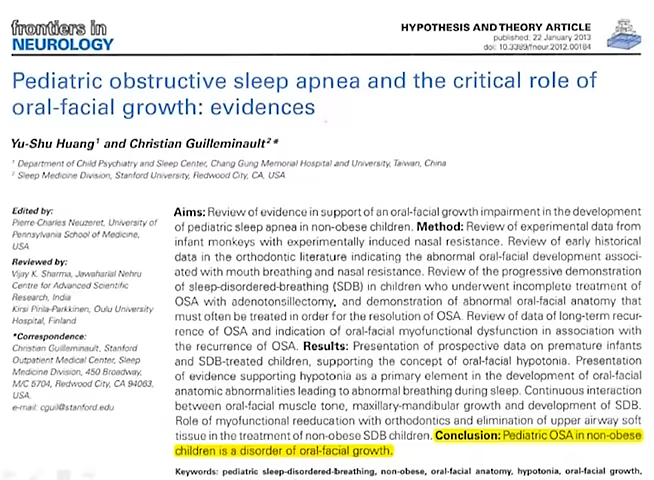 frontiers in
NEUROLOGY
HYPOTHESIS AND THEORY ARTICLE
published: 22 January 2013
doi: 10.3389/fneur.2012.00184
Pediatric obstructive sleep apnea and the critical role of
oral-facial growth: evidences
Yu-Shu Huang¹ and Christian Guilleminault²*
¹ Department of Child Psychiatry and Sleep Center, Chang Gung Memorial Hospital and University, Taiwan, China
² Sleep Medicine Division, Stanford University, Redwood City, CA, USA
Edited by:
Pierre-Charles Neuzeret, University of
Pennsylvania School of Medicine,
USA
Reviewed by:
Vijay K. Sharma, Jawaharlal Nehru
Centre for Advanced Scientific
Research, India
Kirsi Pirilä-Parkkinen, Oulu University
Hospital, Finland
*Correspondence:
Christian Guilleminault, Stanford
Outpatient Medical Center, Sleep
Medicine Division, 450 Broadway,
M/C 5704, Redwood City, CA 94063,
USA.
e-mail: cguil@stanford.edu
Aims: Review of evidence in support of an oral-facial growth impairment in the development
of pediatric sleep apnea in non-obese children. Method: Review of experimental data from
infant monkeys with experimentally induced nasal resistance. Review of early historical
data in the orthodontic literature indicating the abnormal oral-facial development associ-
ated with mouth breathing and nasal resistance. Review of the progressive demonstration
of sleep-disordered-breathing (SDB) in children who underwent incomplete treatment of
OSA with adenotonsillectomy, and demonstration of abnormal oral-facial anatomy that
must often be treated in order for the resolution of OSA. Review of data of long-term recur-
rence of OSA and indication of oral-facial myofunctional dysfunction in association with
the recurrence of OSA. Results: Presentation of prospective data on premature infants
and SDB-treated children, supporting the concept of oral-facial hypotonia. Presentation
of evidence supporting hypotonia as a primary element in the development of oral-facial
anatomic abnormalities leading to abnormal breathing during sleep. Continuous interaction
between oral-facial muscle tone, maxillary-mandibular growth and development of SDB.
Role of myofunctional reeducation with orthodontics and elimination of upper airway soft
tissue in the treatment of non-obese SDB children. Conclusion: Pediatric OSA in non-obese
children is a disorder of oral-facial growth.
Keywords: pediatric sleep-disordered-breathing, non-obese, oral-facial anatomy, hypotonia, oral-facial growth,